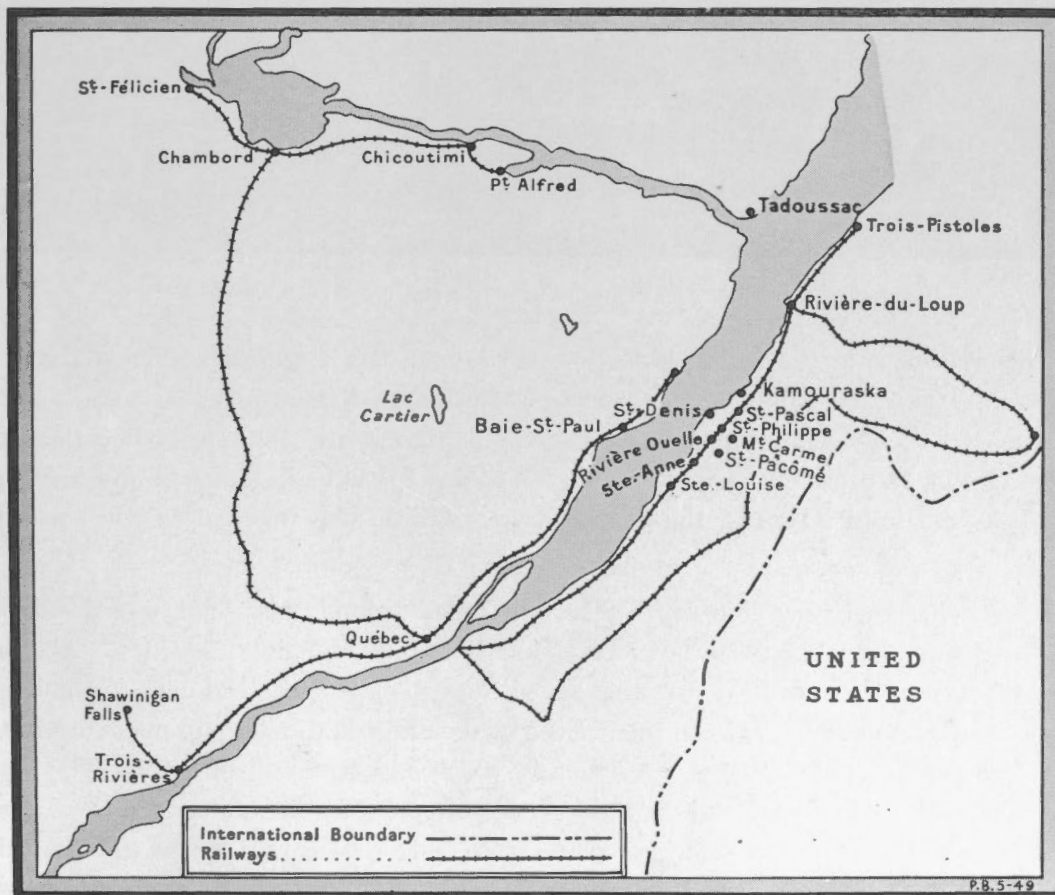 St-Félicien
Chambord
Chicoutimi
Pt Alfred
Tadoussac
Trois-Pistoles
Rivière-du-Loup
Lac
Cartier
Kamouraska
St-Denis
St-Pascal
Baie-St-Paul
St-Philippe
Rivière Ouelle
Mt Carmel
St-Pacôme
Ste-Anne
Ste-Louise
Québec
UNITED
STATES
Shawinigan
Falls
Trois-
Rivières
International Boundary
Railways
P.B.5-49